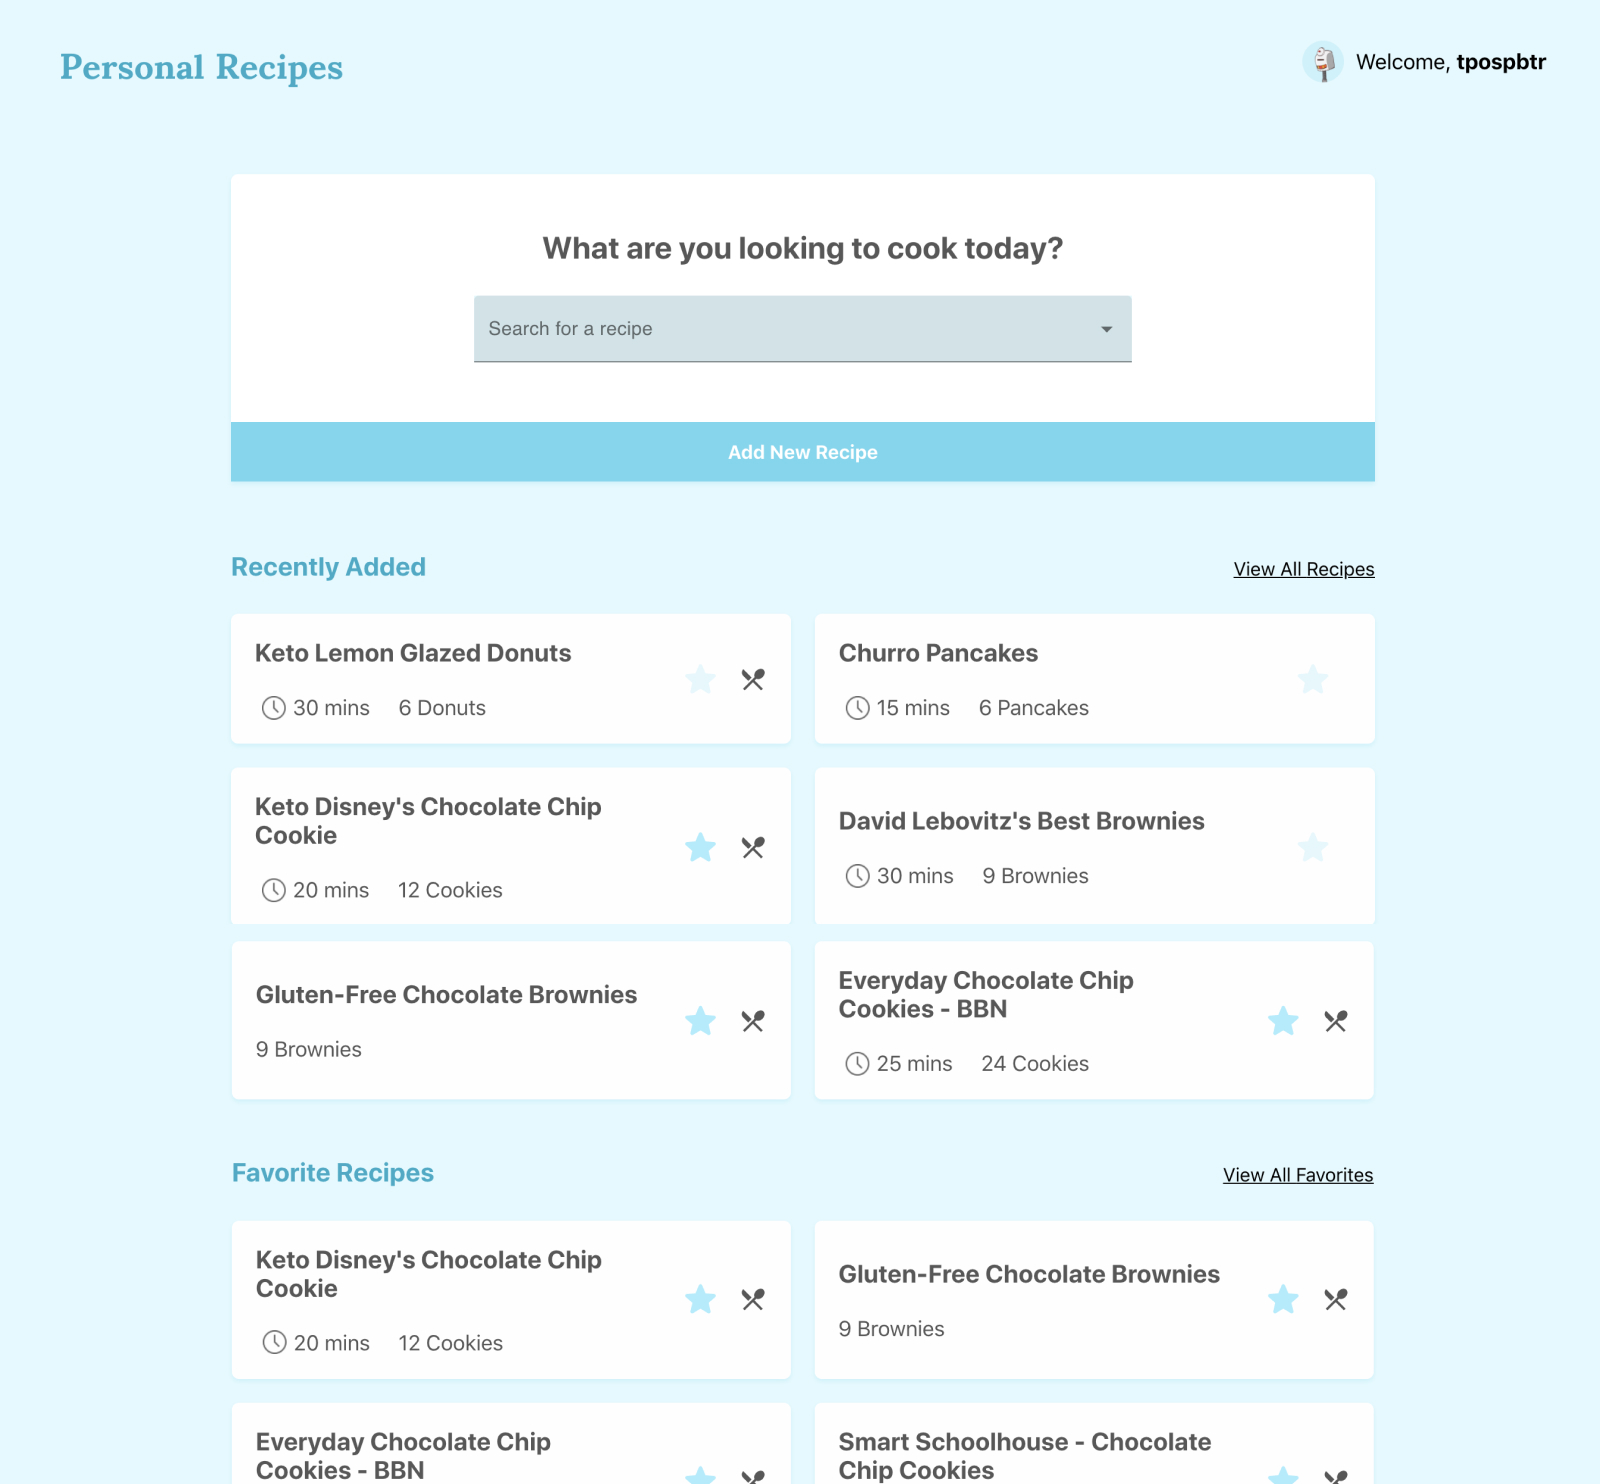 Personal Recipes
Welcome, tpospbtr
What are you looking to cook today?
Search for a recipe
Add New Recipe
Recently Added
View All Recipes
Keto Lemon Glazed Donuts
30 mins 6 Donuts
Churro Pancakes
15 mins 6 Pancakes
Keto Disney's Chocolate Chip
Cookie
20 mins 12 Cookies
David Lebovitz's Best Brownies
30 mins 9 Brownies
Gluten-Free Chocolate Brownies
9 Brownies
Everyday Chocolate Chip
Cookies - BBN
25 mins 24 Cookies
Favorite Recipes
View All Favorites
Keto Disney's Chocolate Chip
Cookie
20 mins 12 Cookies
Gluten-Free Chocolate Brownies
9 Brownies
Everyday Chocolate Chip
Cookies - BBN
Smart Schoolhouse - Chocolate
Chip Cookies